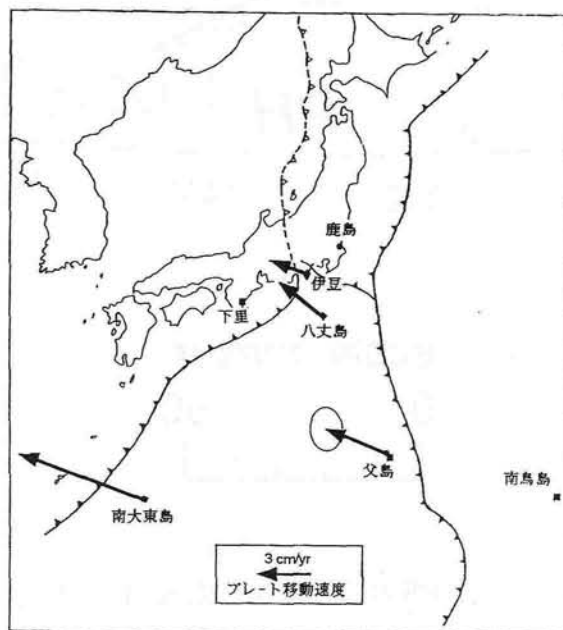 鹿島
伊豆
下里
八丈島
父島
南鳥島
南大東島
3 cm/yr
プレート移動速度